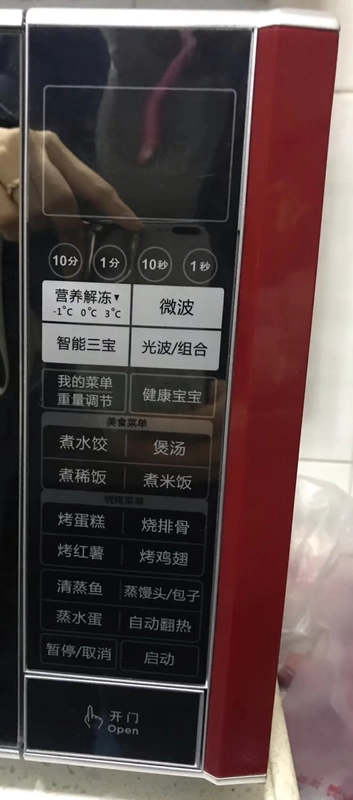 10分 1分 10秒 1秒
营养解冻▼ 微波
-1℃ 0℃ 3℃
智能三宝 光波/组合
我的菜单 健康宝宝
重量调节
美食菜单
煮水饺 煲汤
煮稀饭 煮米饭
烧烤菜单
烤蛋糕 烧排骨
烤红薯 烤鸡翅
清蒸鱼 蒸馒头/包子
蒸水蛋 自动翻热
暂停/取消 启动
开门
Open